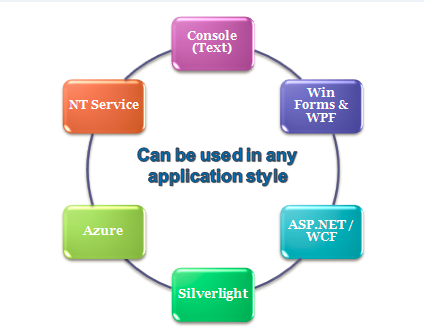 Console
(Text)
NT Service
Win
Forms &
WPF
Can be used in any
application style
Azure
ASP.NET /
WCF
Silverlight